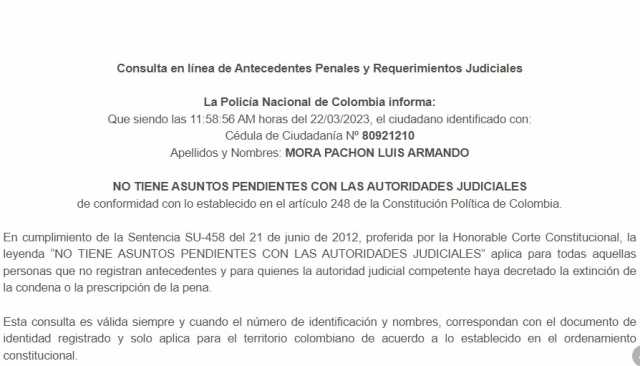 Consulta en línea de Antecedentes Penales y Requerimientos Judiciales
La Policía Nacional de Colombia informa:
Que siendo las 11:58:56 AM horas del 22/03/2023, el ciudadano identificado con:
Cédula de Ciudadanía Nº 80921210
Apellidos y Nombres: MORA PACHON LUIS ARMANDO
NO TIENE ASUNTOS PENDIENTES CON LAS AUTORIDADES JUDICIALES
de conformidad con lo establecido en el artículo 248 de la Constitución Política de Colombia.
En cumplimiento de la Sentencia SU-458 del 21 de junio de 2012, proferida por la Honorable Corte Constitucional, la
leyenda “NO TIENE ASUNTOS PENDIENTES CON LAS AUTORIDADES JUDICIALES” aplica para todas aquellas
personas que no registran antecedentes y para quienes la autoridad judicial competente haya decretado la extinción de
la condena o la prescripción de la pena.
Esta consulta es válida siempre y cuando el número de identificación y nombres, correspondan con el documento de
identidad registrado y solo aplica para el territorio colombiano de acuerdo a lo establecido en el ordenamiento
constitucional.